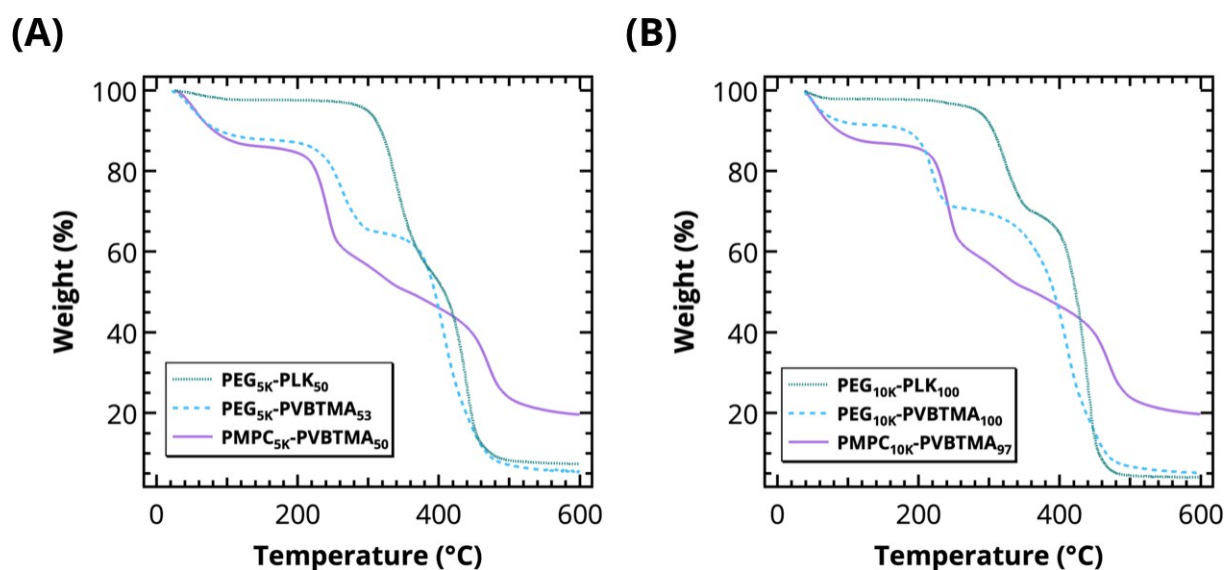 (A)
100
80
60
40
20
Weight (%)
PEG5K-PLK50
PEG5K-PVBTMA53
PMPC5K-PVBTMA50
0 200 400 600
Temperature (°C)
(B)
100
80
60
40
20
Weight (%)
PEG10K-PLK100
PEG10K-PVBTMA100
PMPC10K-PVBTMA97
0 200 400 600
Temperature (°C)